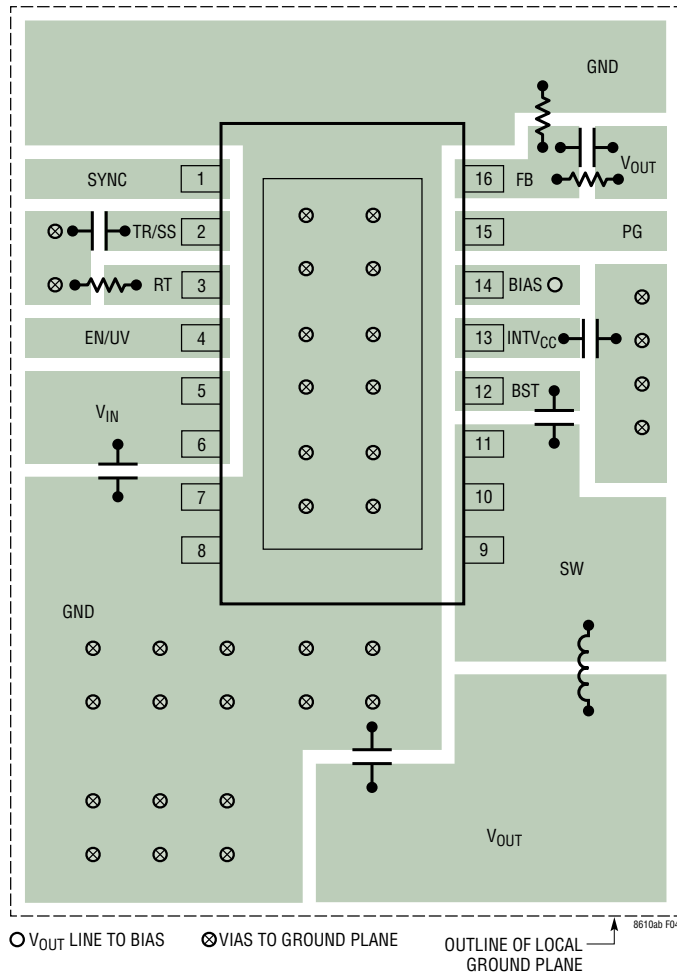 GND
V_OUT
SYNC 1 16 FB
TR/SS 2 15 PG
RT 3 14 BIAS
EN/UV 4 13 INTV_CC
5 12 BST
V_IN
6 11
7 10
8 9
SW
GND
V_OUT
8610ab F04
V_OUT LINE TO BIAS VIAS TO GROUND PLANE OUTLINE OF LOCAL
GROUND PLANE